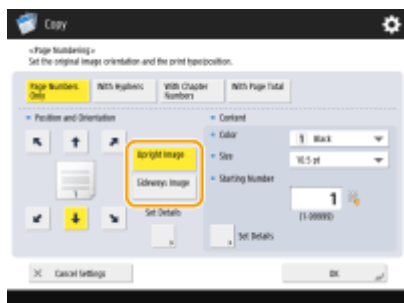 Copy
<Page Numbering>
Set the original image orientation and the print type/position.
Page Numbers Only
With Hyphens
With Chapter Numbers
With Page Total
Position and Orientation
Upright Image
Sideways Image
Set Details
Content
Color
1 Black
Size
10.5 pt
Starting Number
1
(1-99999)
Set Details
Cancel Settings
OK